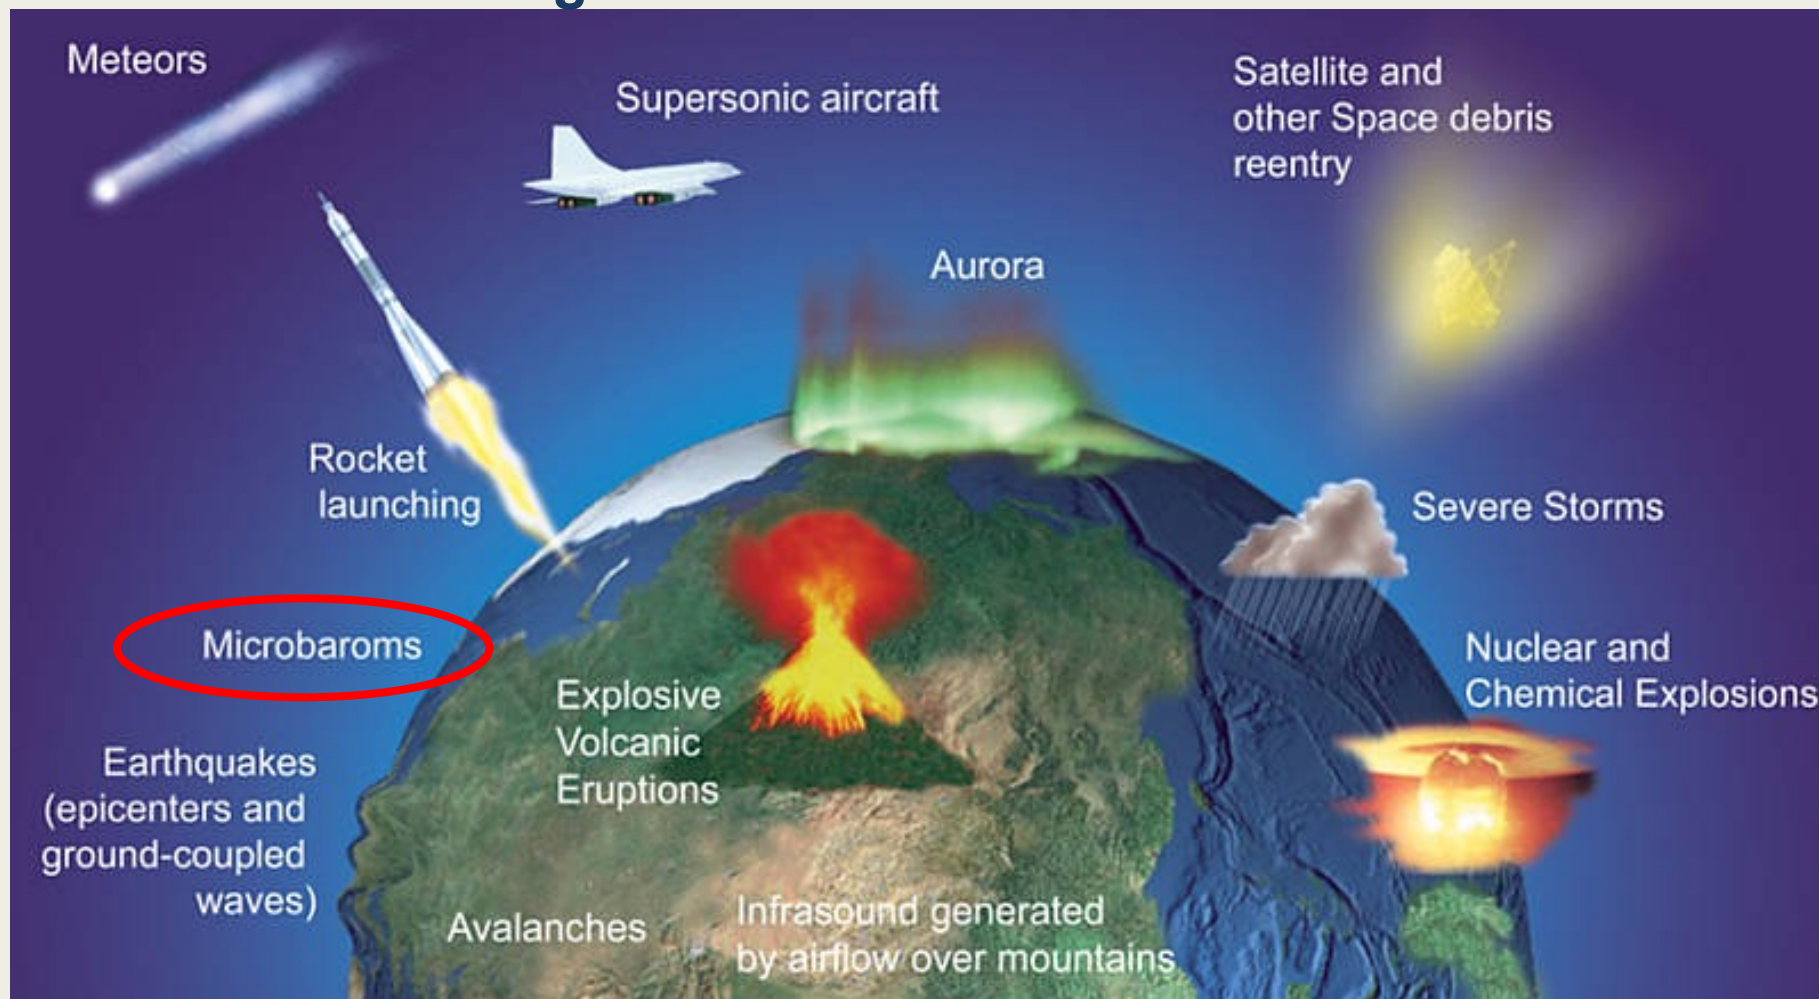 Meteors
Supersonic aircraft
Satellite and
other Space debris
reentry
Aurora
Rocket
launching
Severe Storms
Microbaroms
Nuclear and
Chemical Explosions
Explosive
Volcanic
Eruptions
Earthquakes
(epicenters and
ground-coupled
waves)
Avalanches
Infrasound generated
by airflow over mountains